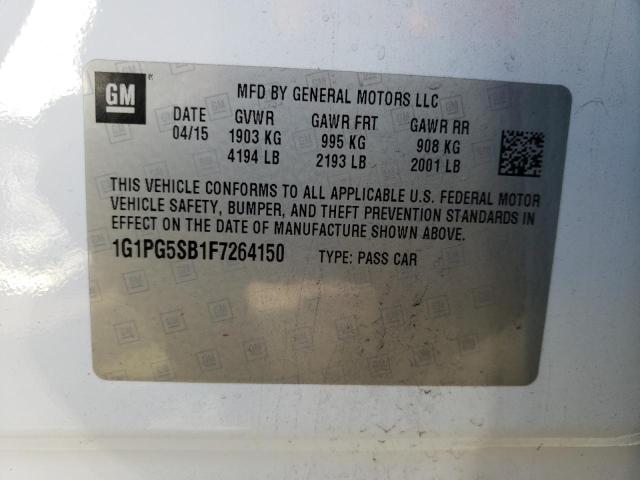 GM
MFD BY GENERAL MOTORS LLC
DATE GVWR GAWR FRT GAWR RR
04/15 1903 KG 995 KG 908 KG
4194 LB 2193 LB 2001 LB
THIS VEHICLE CONFORMS TO ALL APPLICABLE U.S. FEDERAL MOTOR
VEHICLE SAFETY, BUMPER, AND THEFT PREVENTION STANDARDS IN
EFFECT ON THE DATE OF MANUFACTURE SHOWN ABOVE.
1G1PG5SB1F7264150 TYPE: PASS CAR